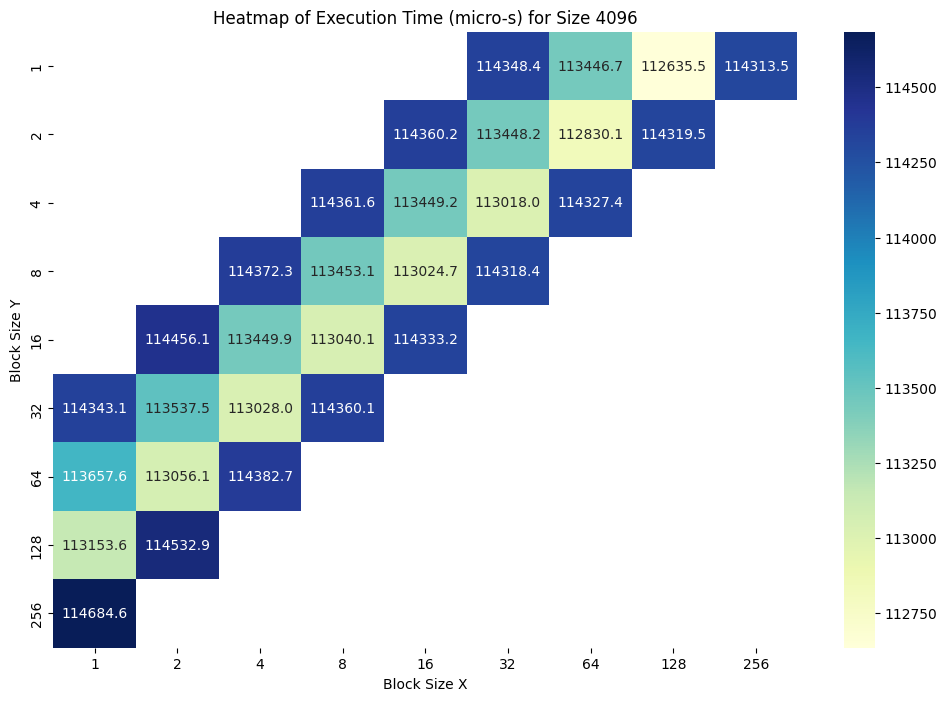 Heatmap of Execution Time (micro-s) for Size 4096
1 114348.4 113446.7 112635.5 114313.5
2 114360.2 113448.2 112830.1 114319.5
4 114361.6 113449.2 113018.0 114327.4
8 114372.3 113453.1 113024.7 114318.4
16 114456.1 113449.9 113040.1 114333.2
32 114343.1 113537.5 113028.0 114360.1
64 113657.6 113056.1 114382.7
128 113153.6 114532.9
256 114684.6
Block Size Y
1 2 4 8 16 32 64 128 256
Block Size X
114500
114250
114000
113750
113500
113250
113000
112750